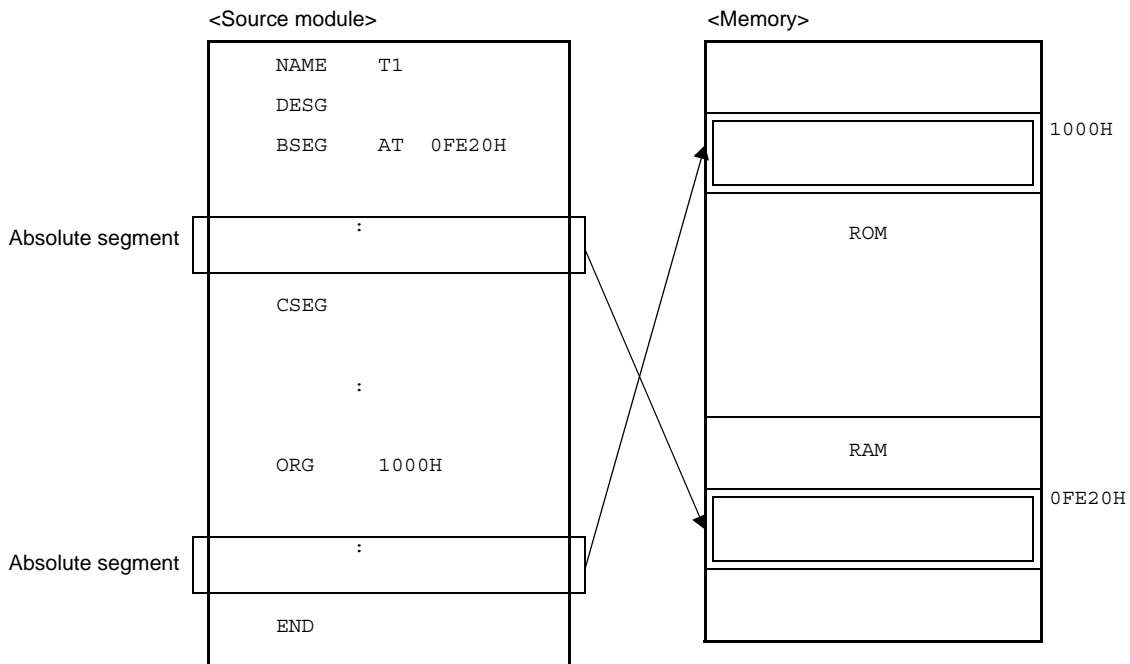 <Source module>
NAME T1
DESG
BSEG AT 0FE20H
Absolute segment
:
CSEG
:
ORG 1000H
Absolute segment
:
END
<Memory>
1000H
ROM
RAM
0FE20H